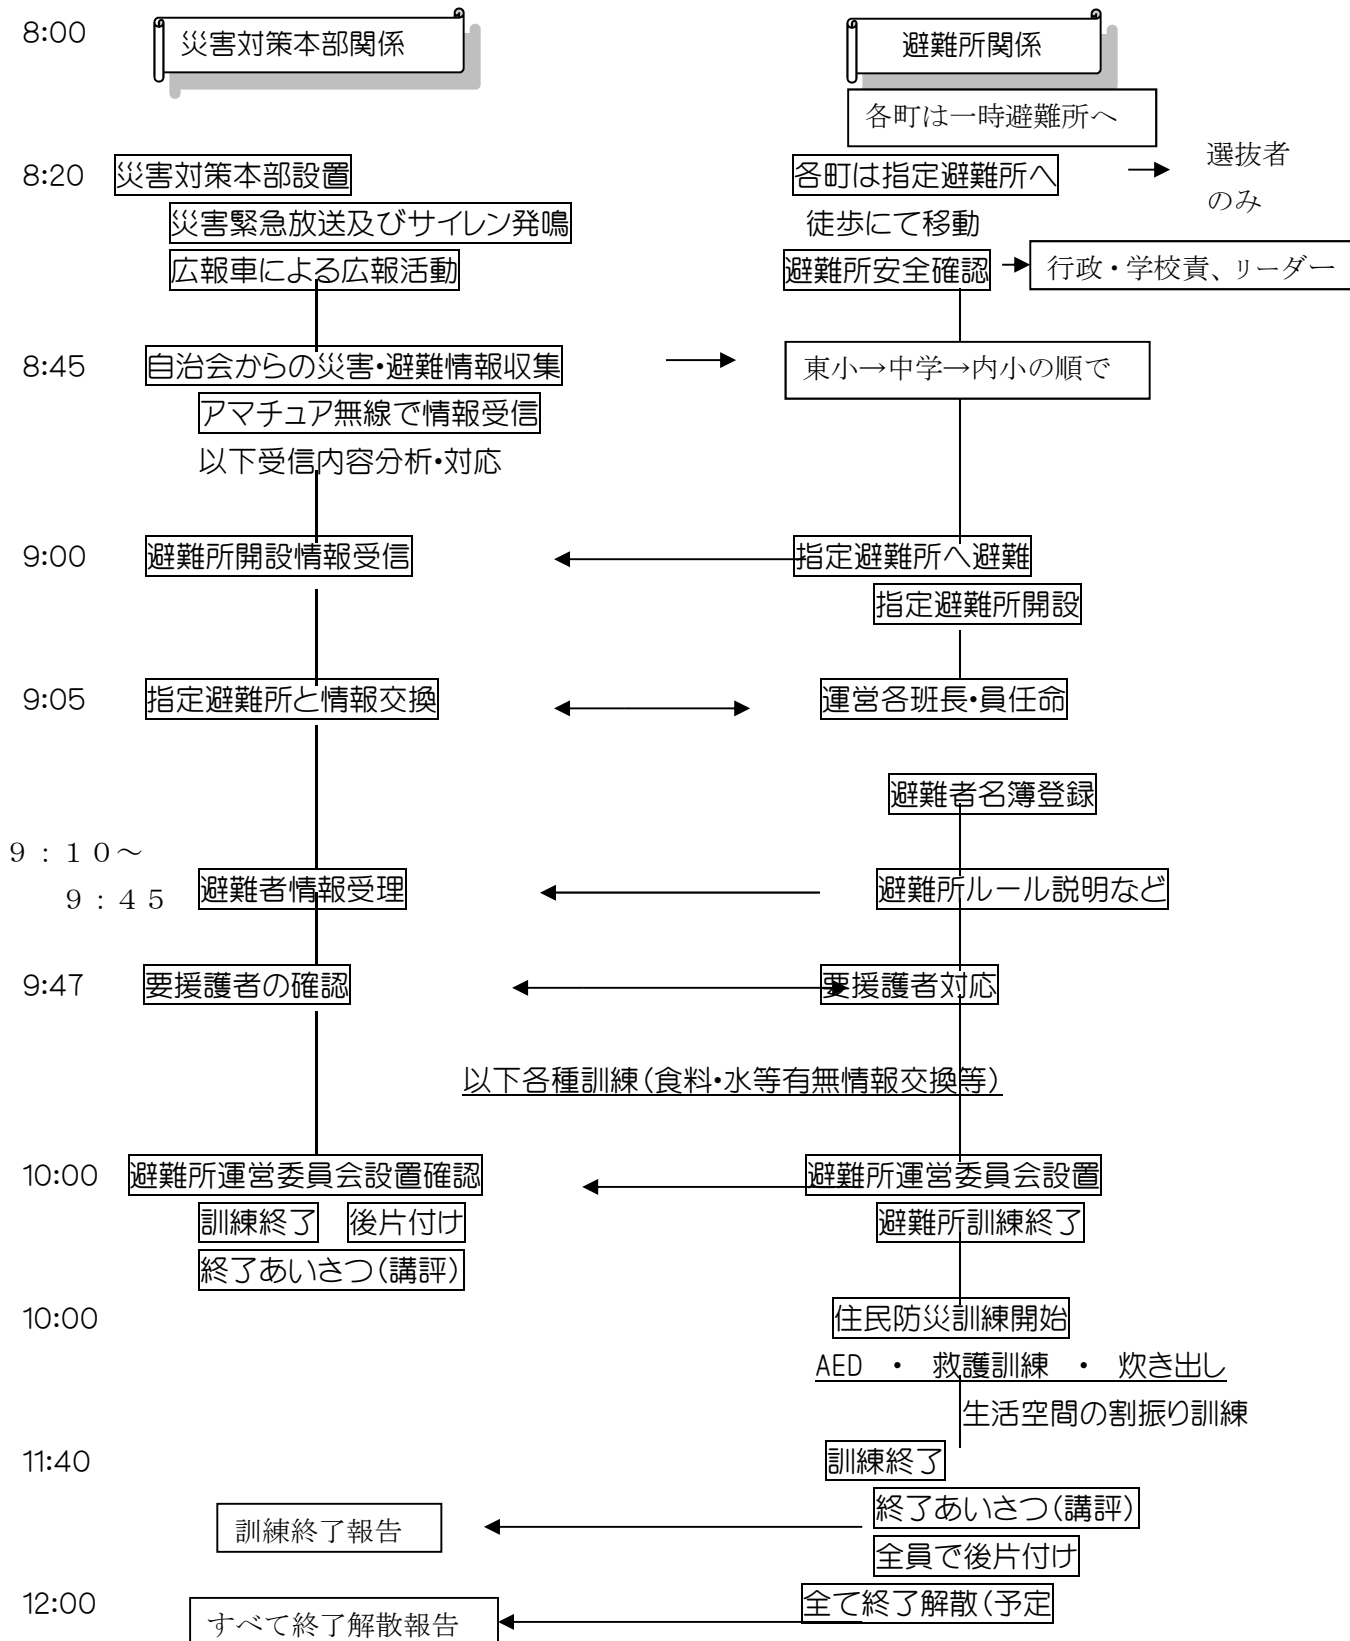 8:00 災害対策本部関係 避難所関係
各町は一時避難所へ
8:20 災害対策本部設置 各町は指定避難所へ → 選抜者
のみ
災害緊急放送及びサイレン発鳴 徒歩にて移動
広報車による広報活動 避難所安全確認 → 行政・学校責、リーダー
8:45 自治会からの災害・避難情報収集 → 東小→中学→内小の順で
アマチュア無線で情報受信
以下受信内容分析・対応
9:00 避難所開設情報受信 ← 指定避難所へ避難
指定避難所開設
9:05 指定避難所と情報交換 ↔ 運営各班長・員任命
避難者名簿登録
9:10～
9:45 避難者情報受理 ← 避難所ルール説明など
9:47 要援護者の確認 ↔ 要援護者対応
以下各種訓練(食料・水等有無情報交換等)
10:00 避難所運営委員会設置確認 ← 避難所運営委員会設置
訓練終了 後片付け 避難所訓練終了
終了あいさつ(講評)
10:00 住民防災訓練開始
AED ・ 救護訓練 ・ 炊き出し
生活空間の割振り訓練
11:40 訓練終了
終了あいさつ(講評)
訓練終了報告 ←
全員で後片付け
12:00 全て終了解散(予定
すべて終了解散報告 ←